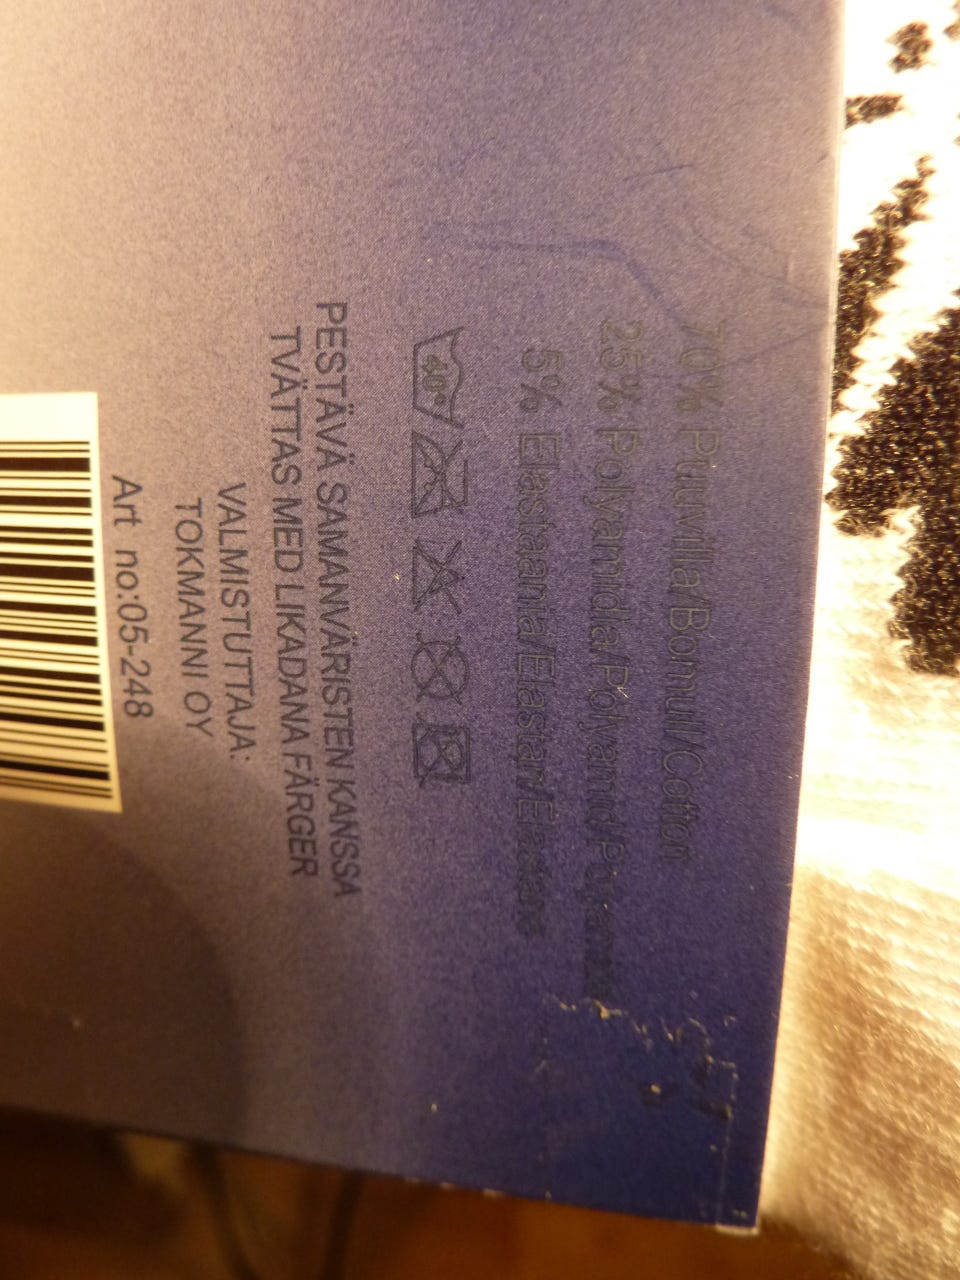 70% Puuvilla/Bomull/Cotton
25% Polyamidia/Polyamid/Polyamide
5% Elastaania/Elastan/Elastane
40°
PESTÄVÄ SAMANVÄRISTEN KANSSA
TVÄTTAS MED LIKADANA FÄRGER
VALMISTUTTAJA:
TOKMANNI OY
Art no:05-248